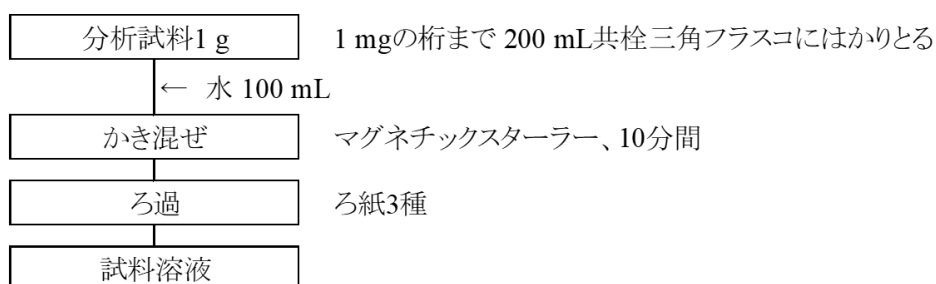 分析試料1 g 1 mgの桁まで 200 mL共栓三角フラスコにはかりとる
← 水 100 mL
かき混ぜ マグネチックスターラー、10分間
ろ過 ろ紙3種
試料溶液